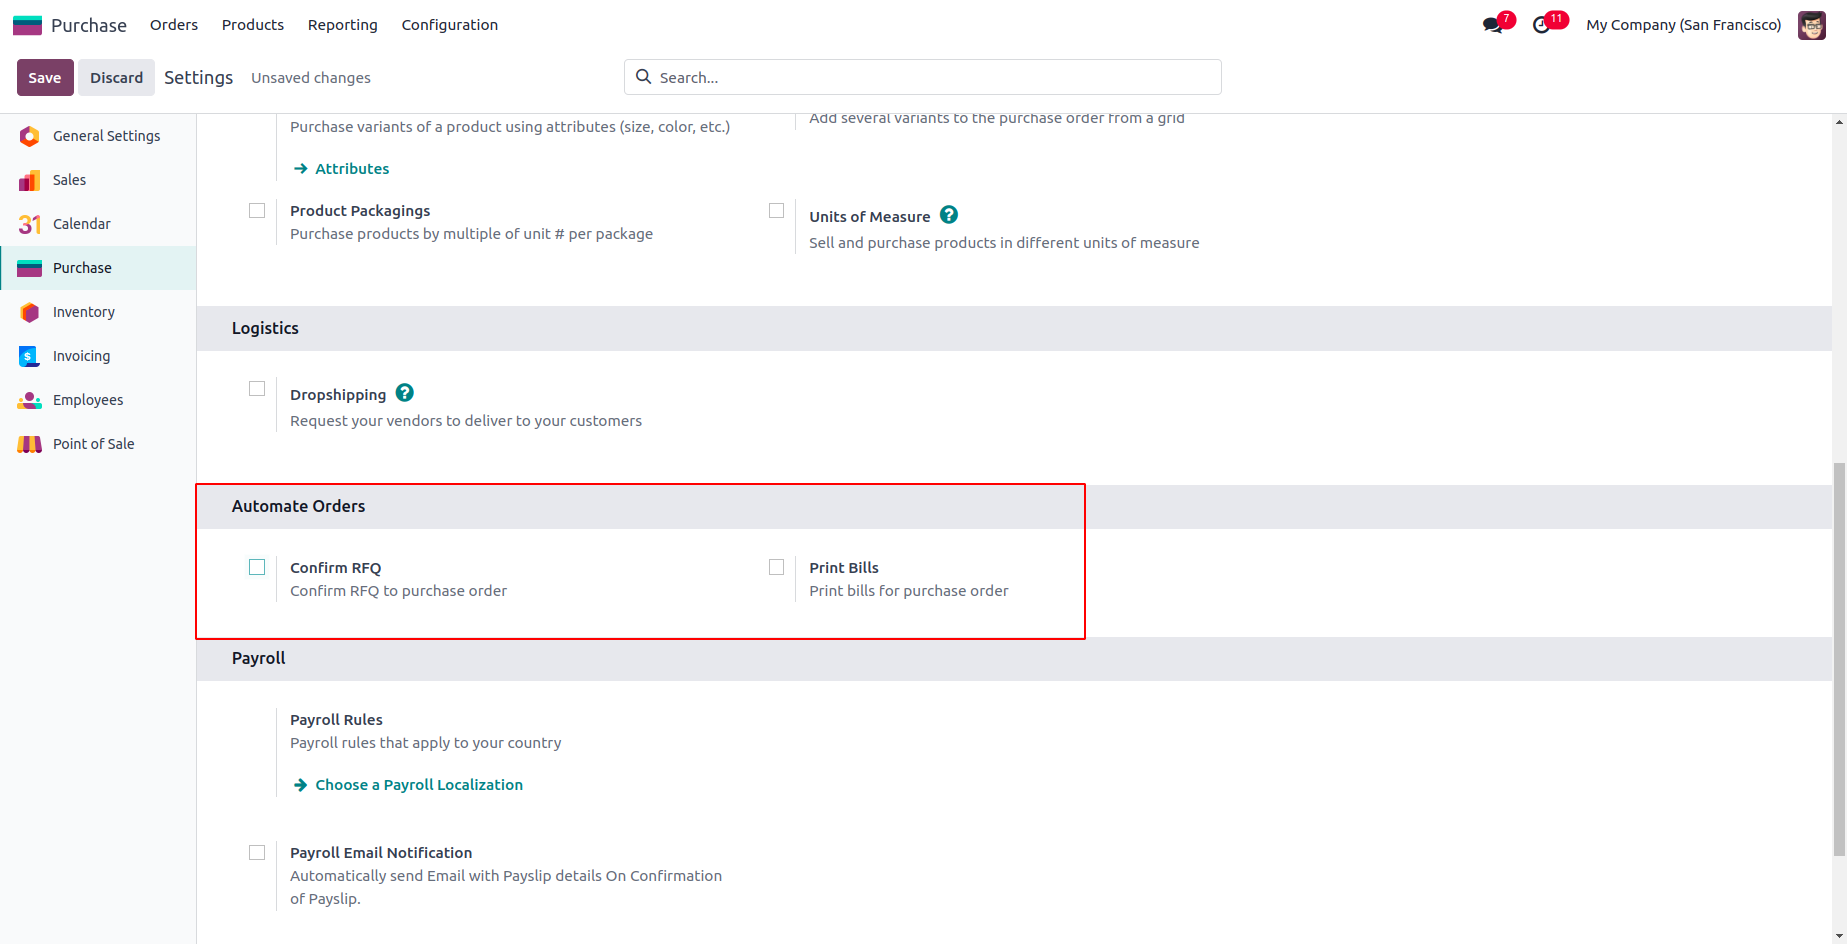 Purchase Orders Products Reporting Configuration 7 11 My Company (San Francisco)
Save Discard Settings Unsaved changes Search...
General Settings
Sales
31 Calendar
Purchase
Inventory
$ Invoicing
Employees
Point of Sale
Purchase variants of a product using attributes (size, color, etc.)
Add several variants to the purchase order from a grid
→ Attributes
Product Packagings
Purchase products by multiple of unit # per package
Units of Measure ?
Sell and purchase products in different units of measure
Logistics
Dropshipping ?
Request your vendors to deliver to your customers
Automate Orders
Confirm RFQ
Confirm RFQ to purchase order
Print Bills
Print bills for purchase order
Payroll
Payroll Rules
Payroll rules that apply to your country
→ Choose a Payroll Localization
Payroll Email Notification
Automatically send Email with Payslip details On Confirmation
of Payslip.